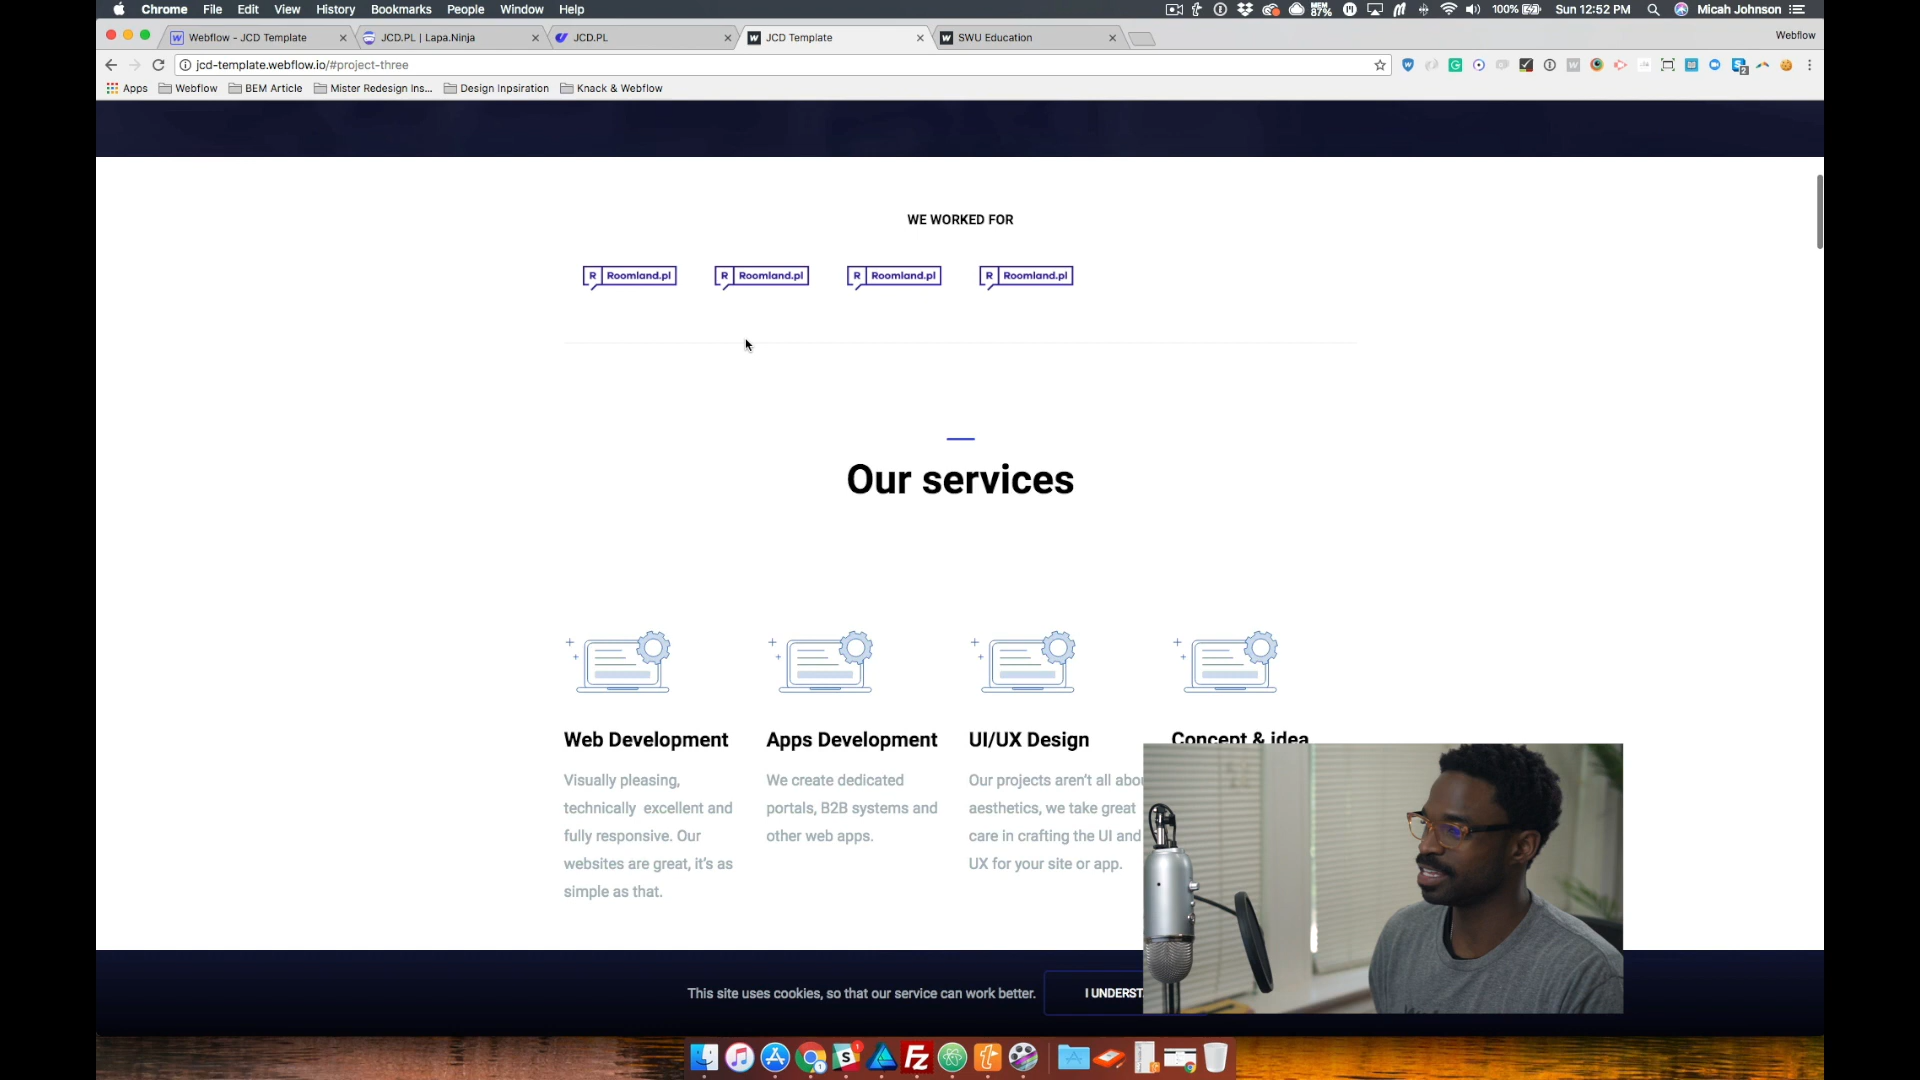 Chrome File Edit View History Bookmarks People Window Help
MEM 87% 100% Sun 12:52 PM Micah Johnson
Webflow - JCD Template
JCD.PL | Lapa.Ninja
JCD.PL
JCD Template
SWU Education
Webflow
jcd-template.webflow.io/#project-three
Apps Webflow BEM Article Mister Redesign Ins... Design Inpsiration Knack & Webflow
WE WORKED FOR
R Roomland.pl R Roomland.pl R Roomland.pl R Roomland.pl
Our services
Web Development
Visually pleasing,
technically excellent and
fully responsive. Our
websites are great, it's as
simple as that.
Apps Development
We create dedicated
portals, B2B systems and
other web apps.
UI/UX Design
Our projects aren't all abou
aesthetics, we take great
care in crafting the UI and
UX for your site or app.
Concept & idea
This site uses cookies, so that our service can work better.
I UNDERST